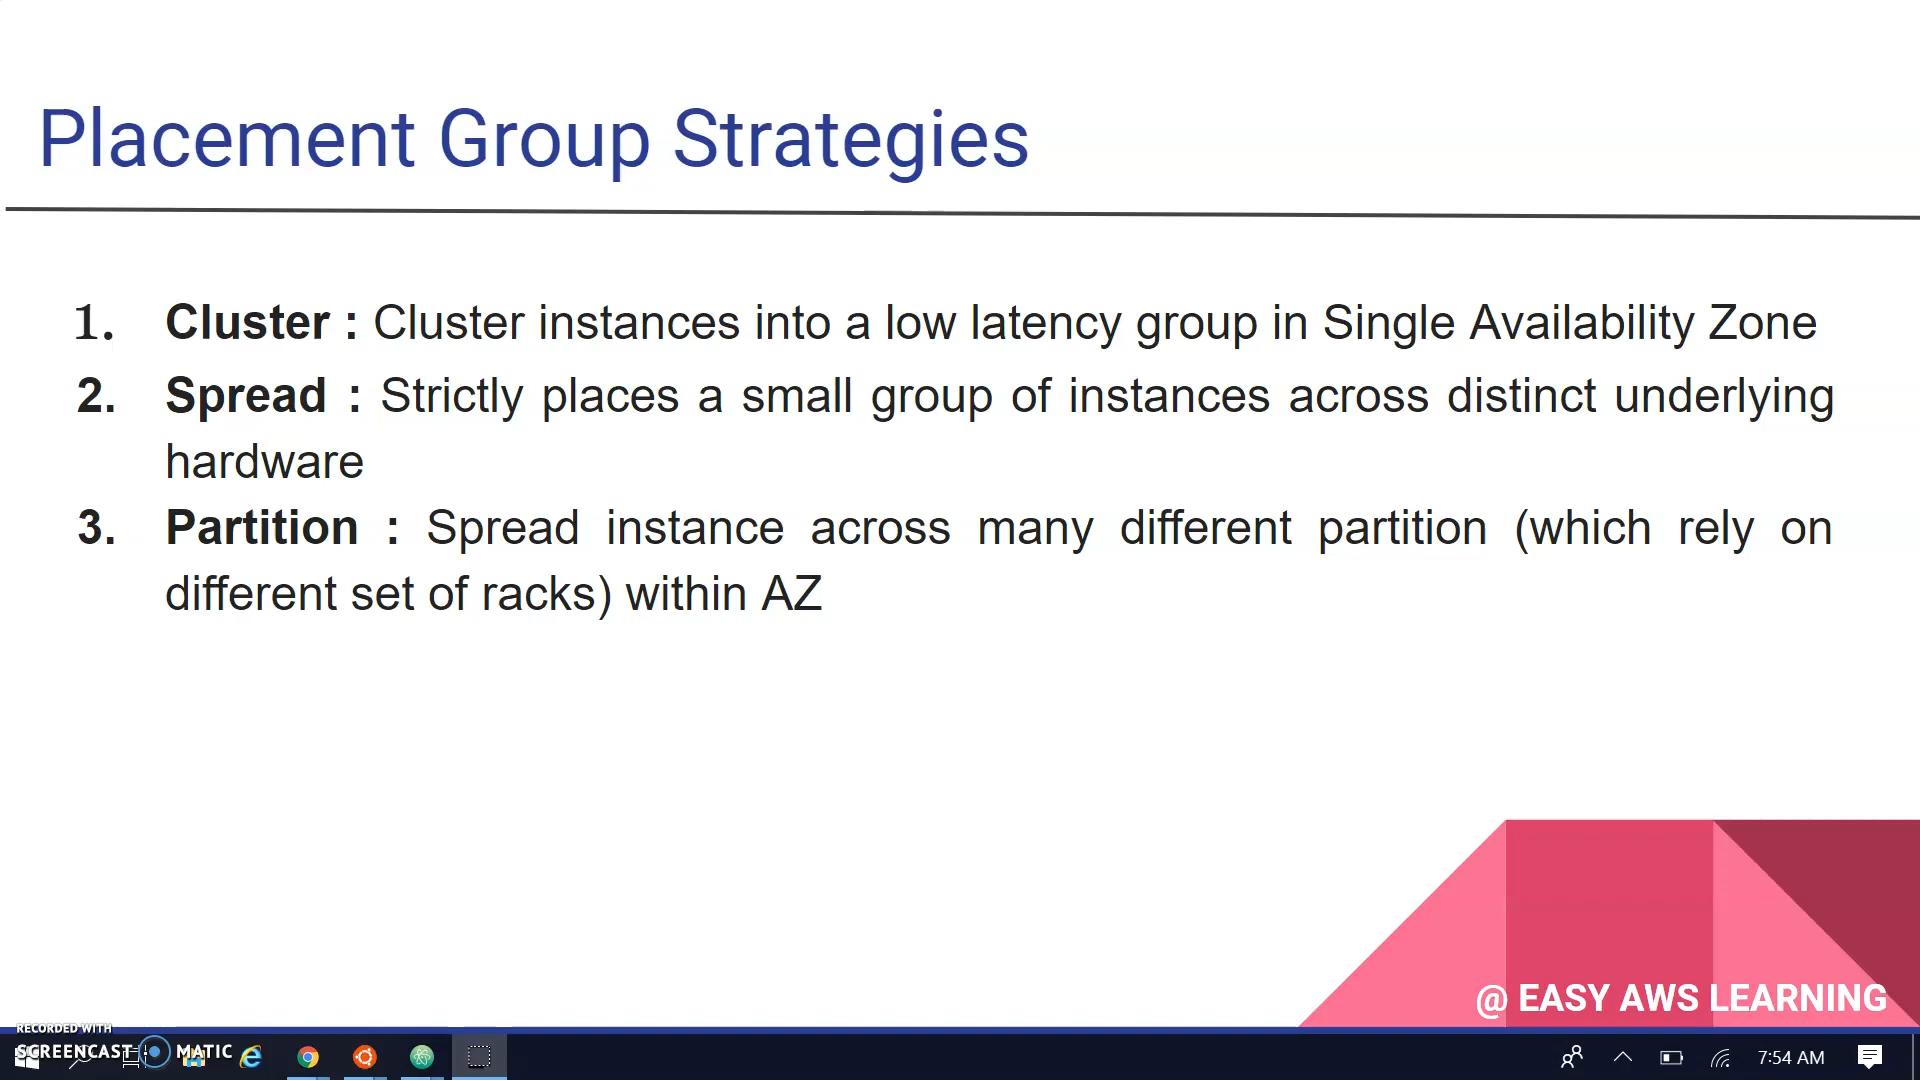 Placement Group Strategies
1. Cluster : Cluster instances into a low latency group in Single Availability Zone
2. Spread : Strictly places a small group of instances across distinct underlying
hardware
3. Partition : Spread instance across many different partition (which rely on
different set of racks) within AZ
@ EASY AWS LEARNING
RECORDED WITH
SCREENCAST MATIC
7:54 AM